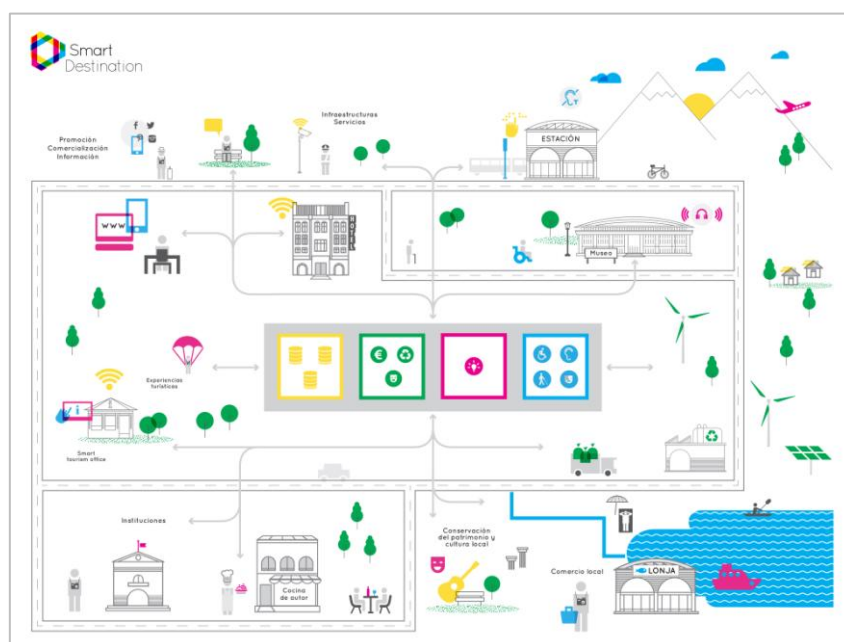 Smart
Destination
Promoción
Comercialización
Información
Infraestructuras
Servicios
ESTACIÓN
WWW
HOTEL
Museo
€
Experiencias
turísticas
i
Smart
tourism office
Instituciones
Cocina
de autor
Conservación
del patrimonio y
cultura local
Comercio local
LONJA